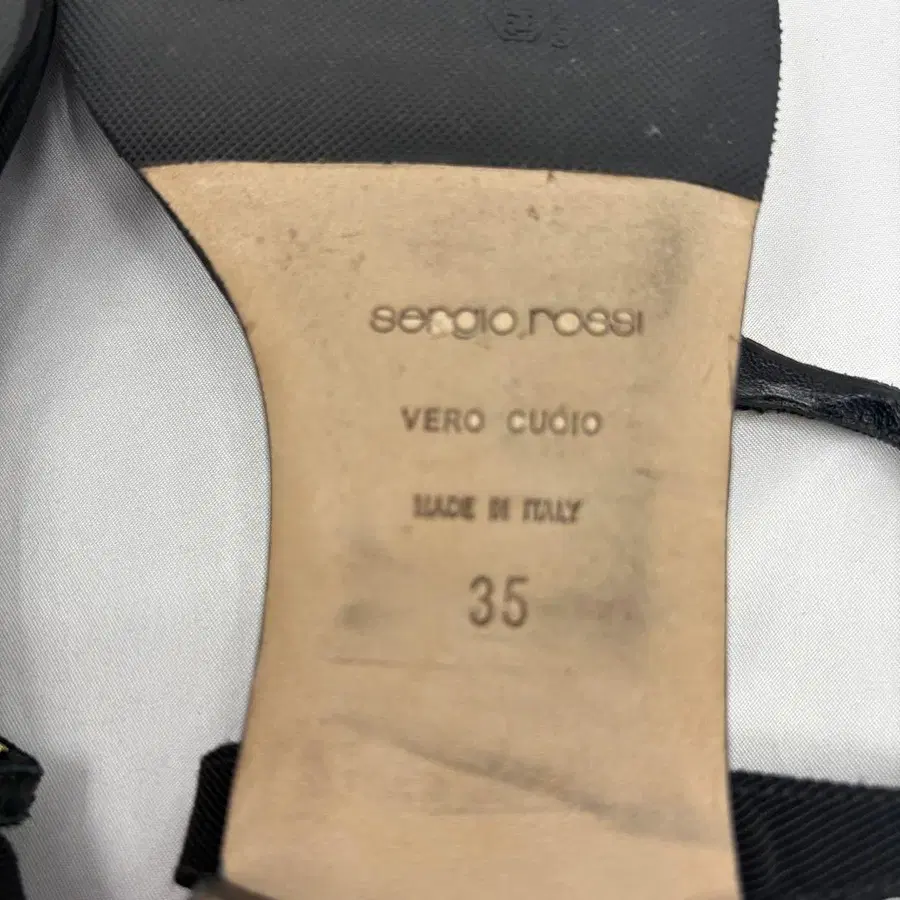 sergio rossi
VERO CUOIO
MADE IN ITALY
35